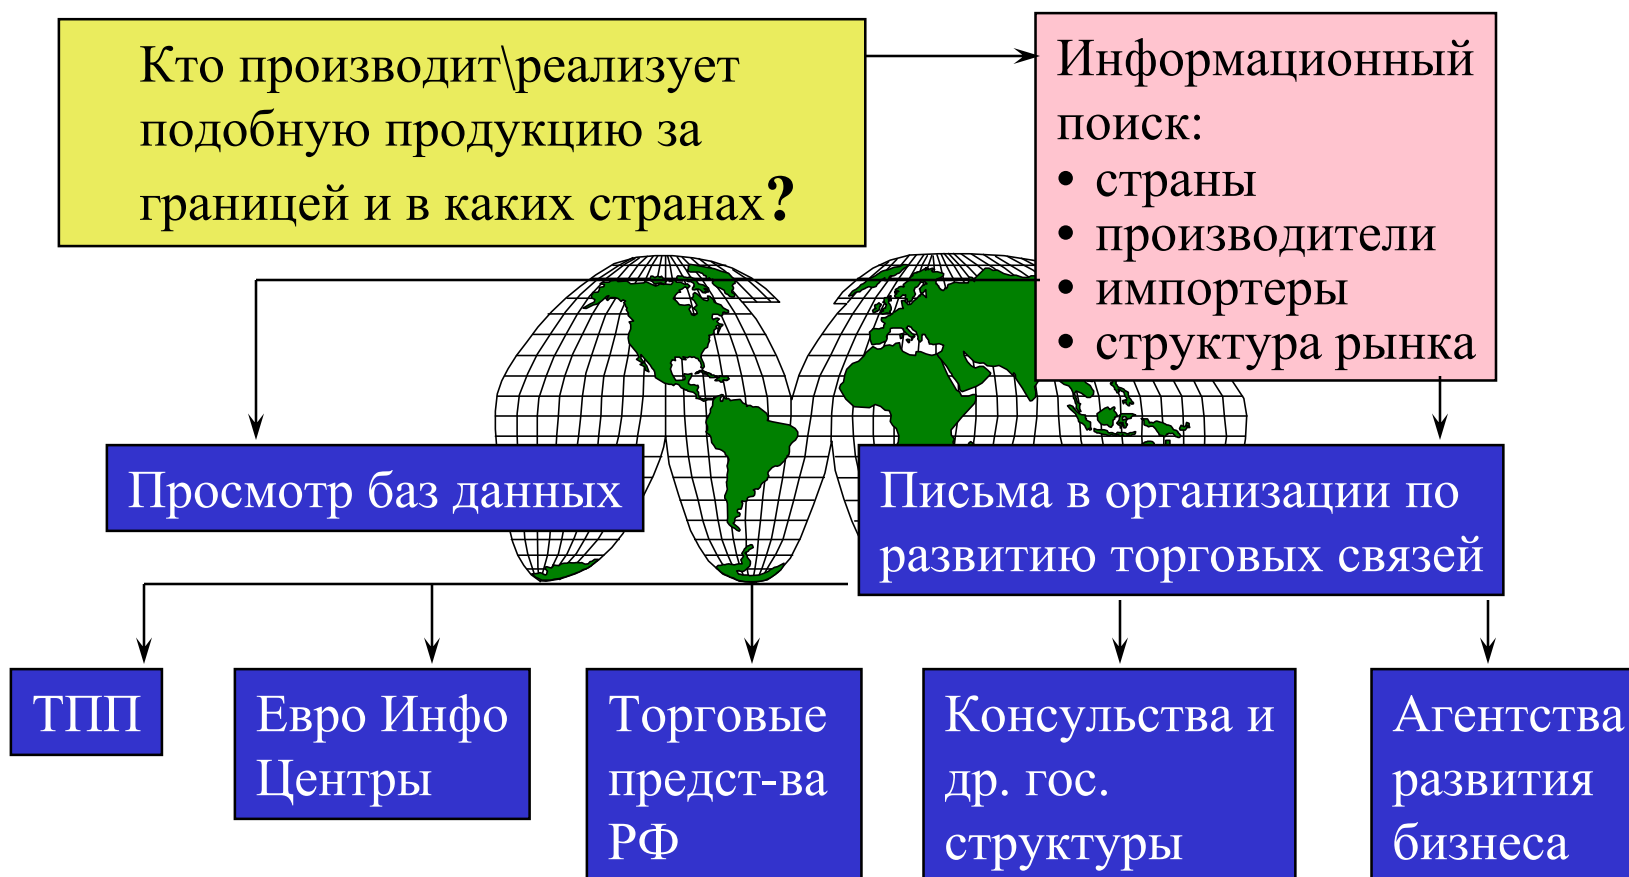 Кто производит\реализует
подобную продукцию за
границей и в каких странах?
Информационный
поиск:
• страны
• производители
• импортеры
• структура рынка
Просмотр баз данных
Письма в организации по
развитию торговых связей
ТПП
Евро Инфо
Центры
Торговые
предст-ва
РФ
Консульства и
др. гос.
структуры
Агентства
развития
бизнеса